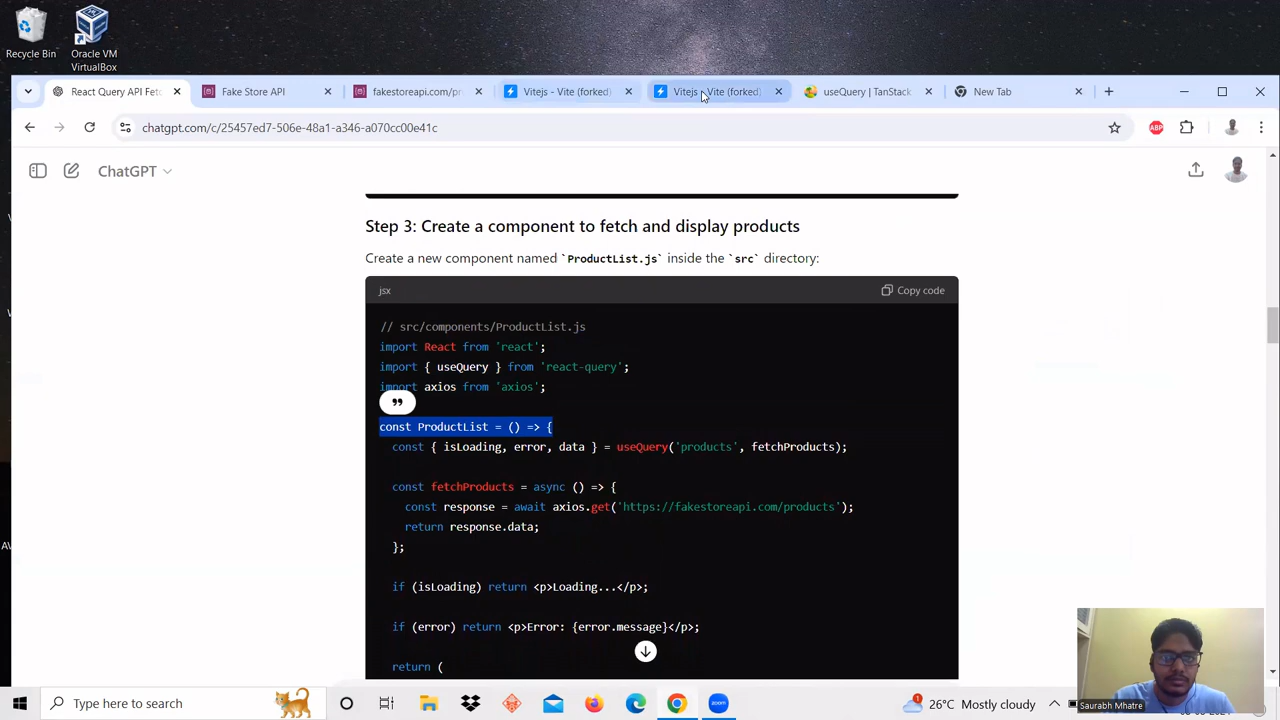 Recycle Bin
Oracle VM
VirtualBox
React Query API Fetc
Fake Store API
fakestoreapi.com/pr
Vitejs - Vite (forked)
Vitejs - Vite (forked)
useQuery | TanStack
New Tab
chatgpt.com/c/25457ed7-506e-48a1-a346-a070cc00e41c
ABP
ChatGPT
Step 3: Create a component to fetch and display products
Create a new component named `ProductList.js` inside the `src` directory:
jsx
Copy code
// src/components/ProductList.js
import React from 'react';
import { useQuery } from 'react-query';
import axios from 'axios';
const ProductList = () => {
const { isLoading, error, data } = useQuery('products', fetchProducts);
const fetchProducts = async () => {
const response = await axios.get('https://fakestoreapi.com/products');
return response.data;
};
if (isLoading) return <p>Loading...</p>;
if (error) return <p>Error: {error.message}</p>;
return (
Saurabh Mhatre
Type here to search
zoom
1
26°C Mostly cloudy